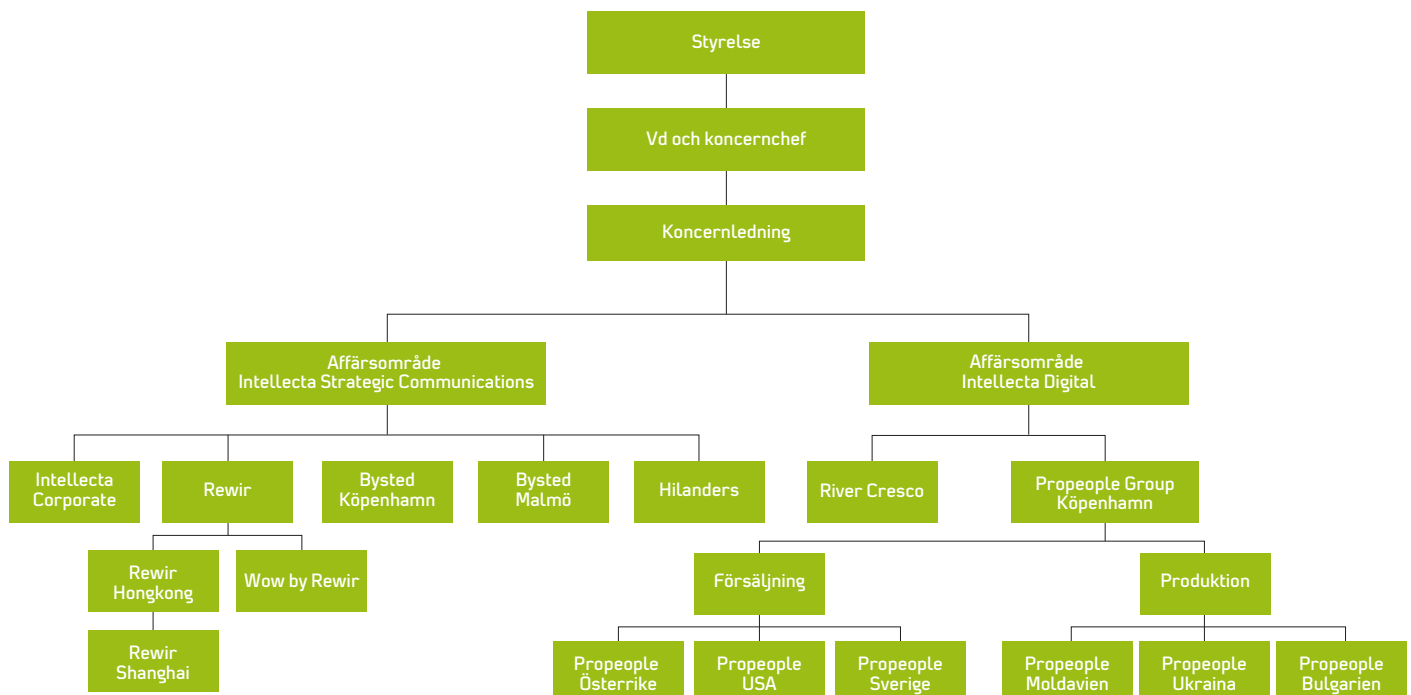 Styrelse
Vd och koncernchef
Koncernledning
Affärsområde
Intellecta Strategic Communications
Affärsområde
Intellecta Digital
Intellecta
Corporate
Rewir
Bysted
Köpenhamn
Bysted
Malmö
Hilanders
River Cresco
Propeople Group
Köpenhamn
Rewir
Hongkong
Wow by Rewir
Försäljning
Produktion
Rewir
Shanghai
Propeople
Österrike
Propeople
USA
Propeople
Sverige
Propeople
Moldavien
Propeople
Ukraina
Propeople
Bulgarien